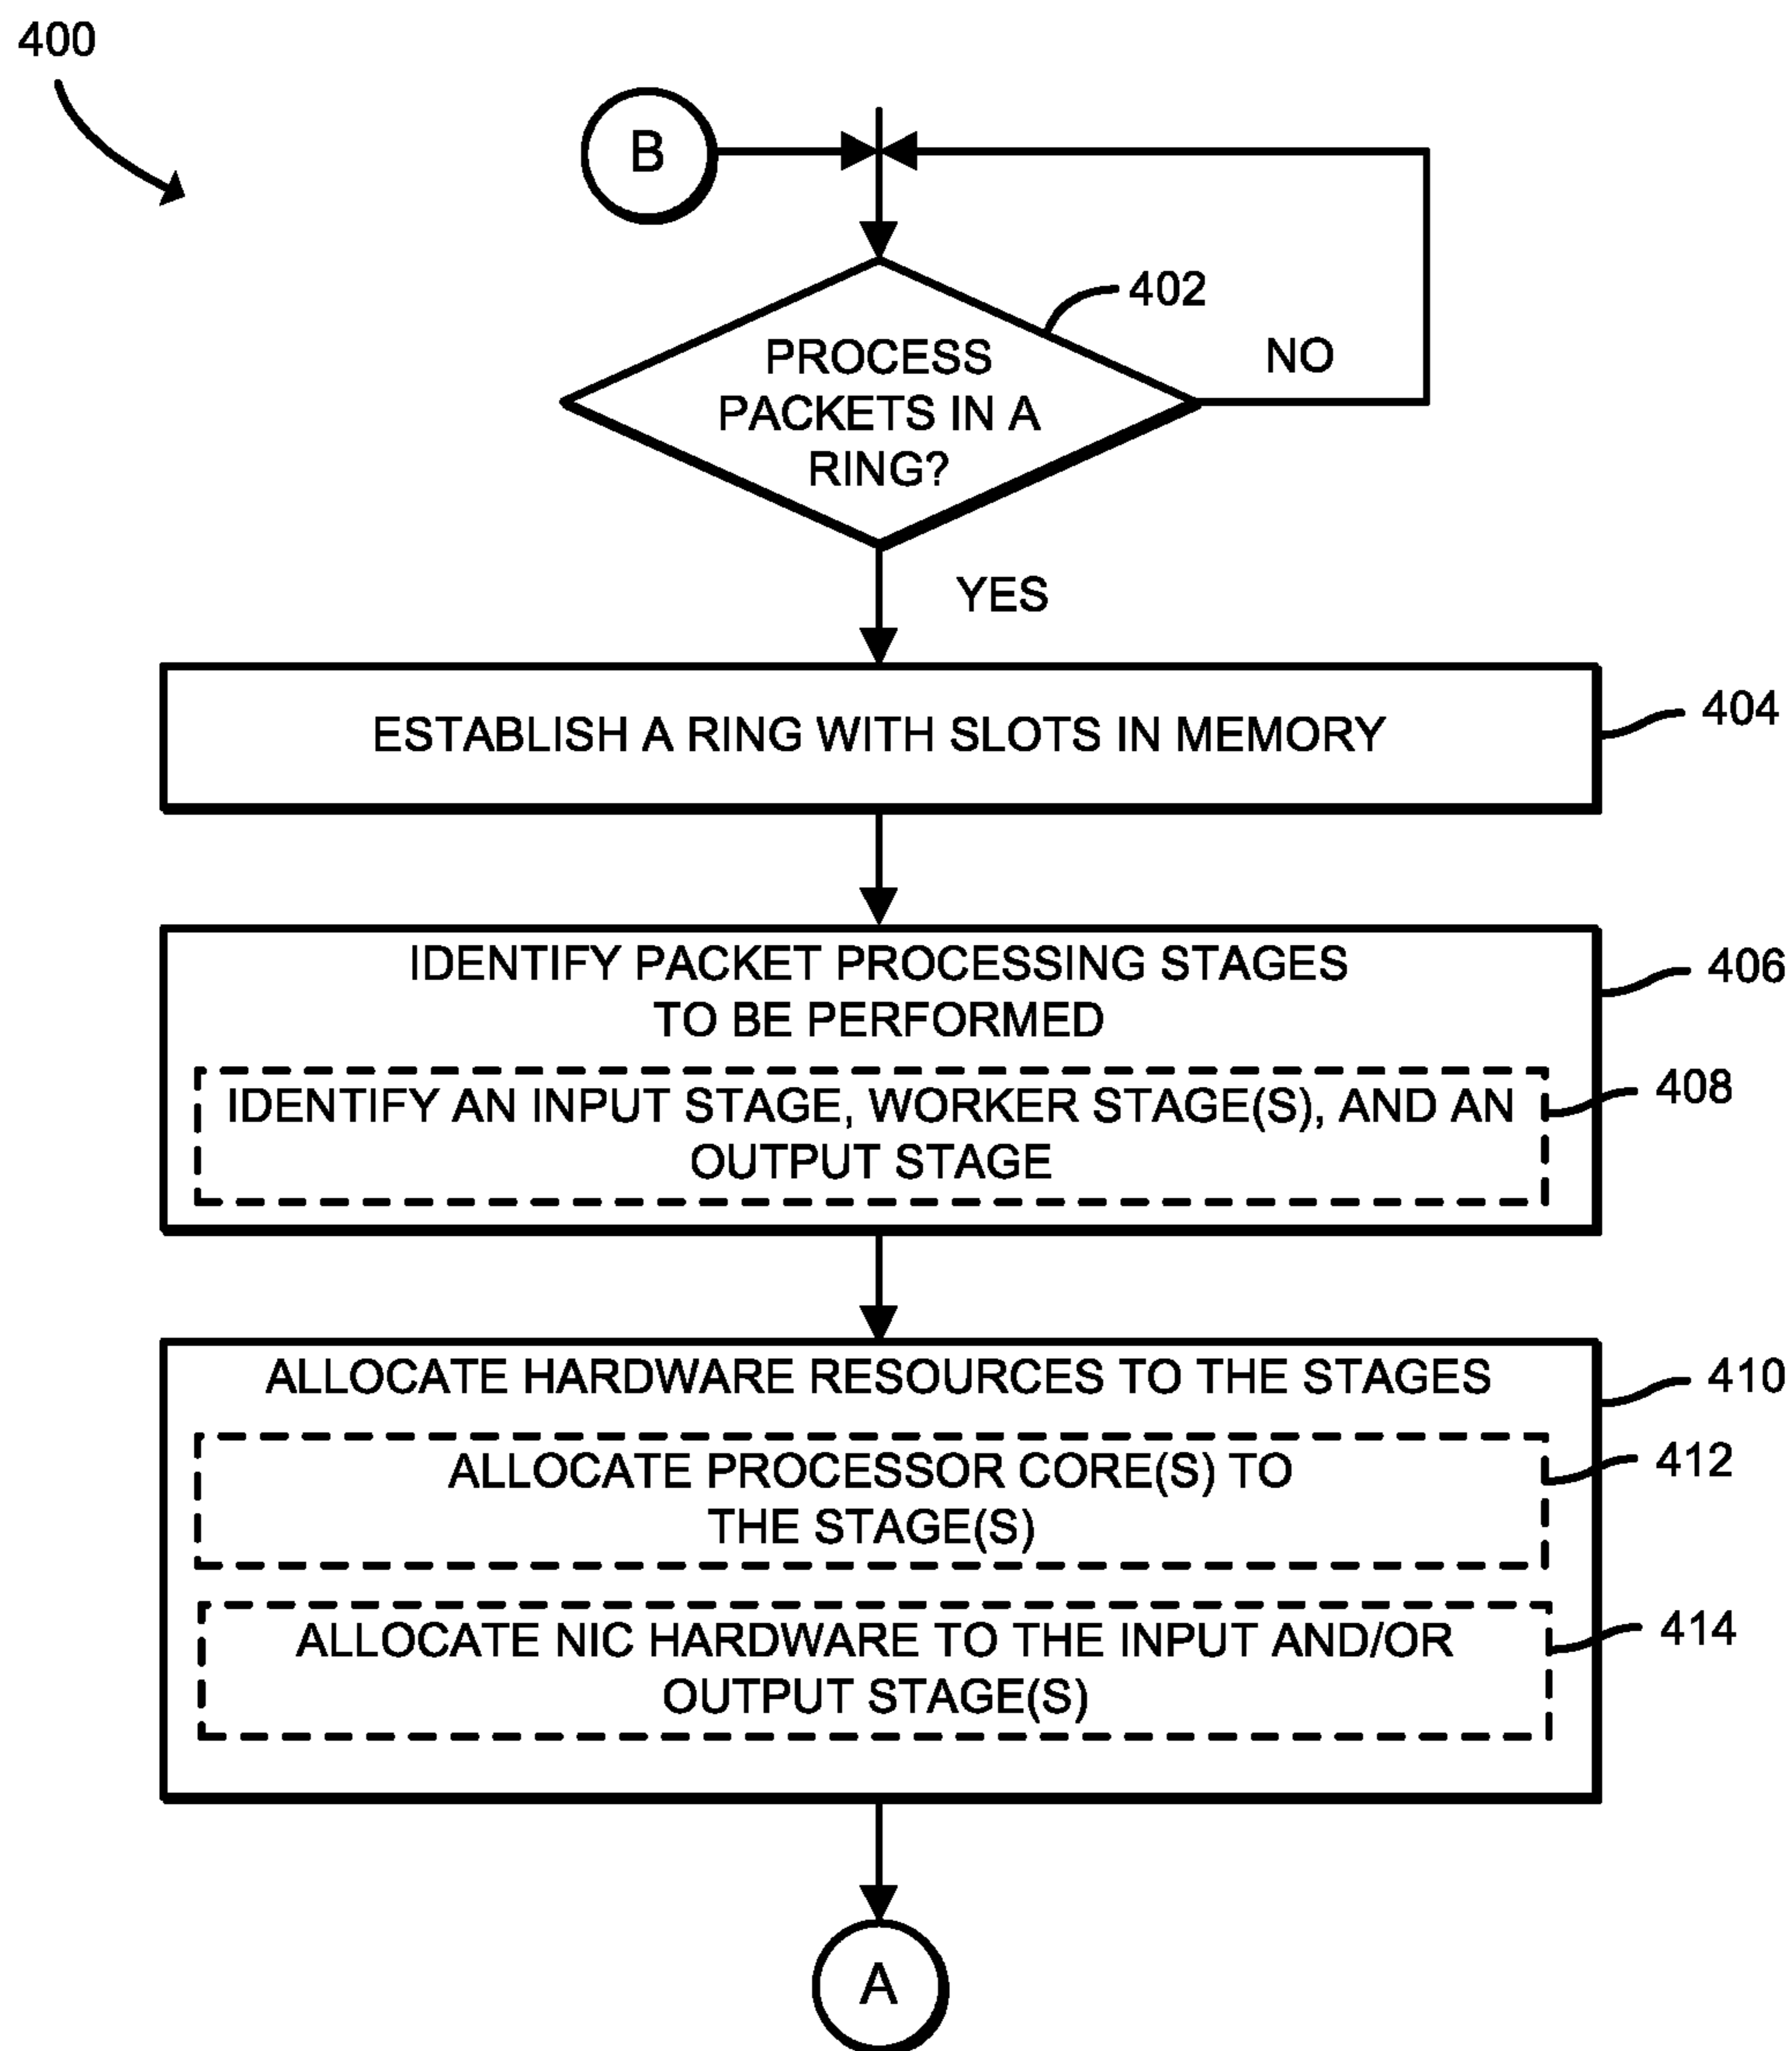 400
B
402
PROCESS
PACKETS IN A
RING?
NO
YES
ESTABLISH A RING WITH SLOTS IN MEMORY
404
IDENTIFY PACKET PROCESSING STAGES
TO BE PERFORMED
406
IDENTIFY AN INPUT STAGE, WORKER STAGE(S), AND AN
OUTPUT STAGE
408
ALLOCATE HARDWARE RESOURCES TO THE STAGES
410
ALLOCATE PROCESSOR CORE(S) TO
THE STAGE(S)
412
ALLOCATE NIC HARDWARE TO THE INPUT AND/OR
OUTPUT STAGE(S)
414
A